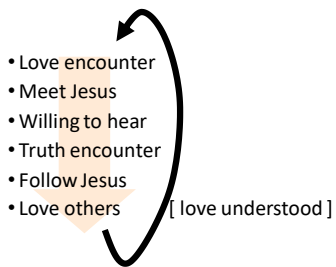 • Love encounter
• Meet Jesus
• Willing to hear
• Truth encounter
• Follow Jesus
• Love others [ love understood ]